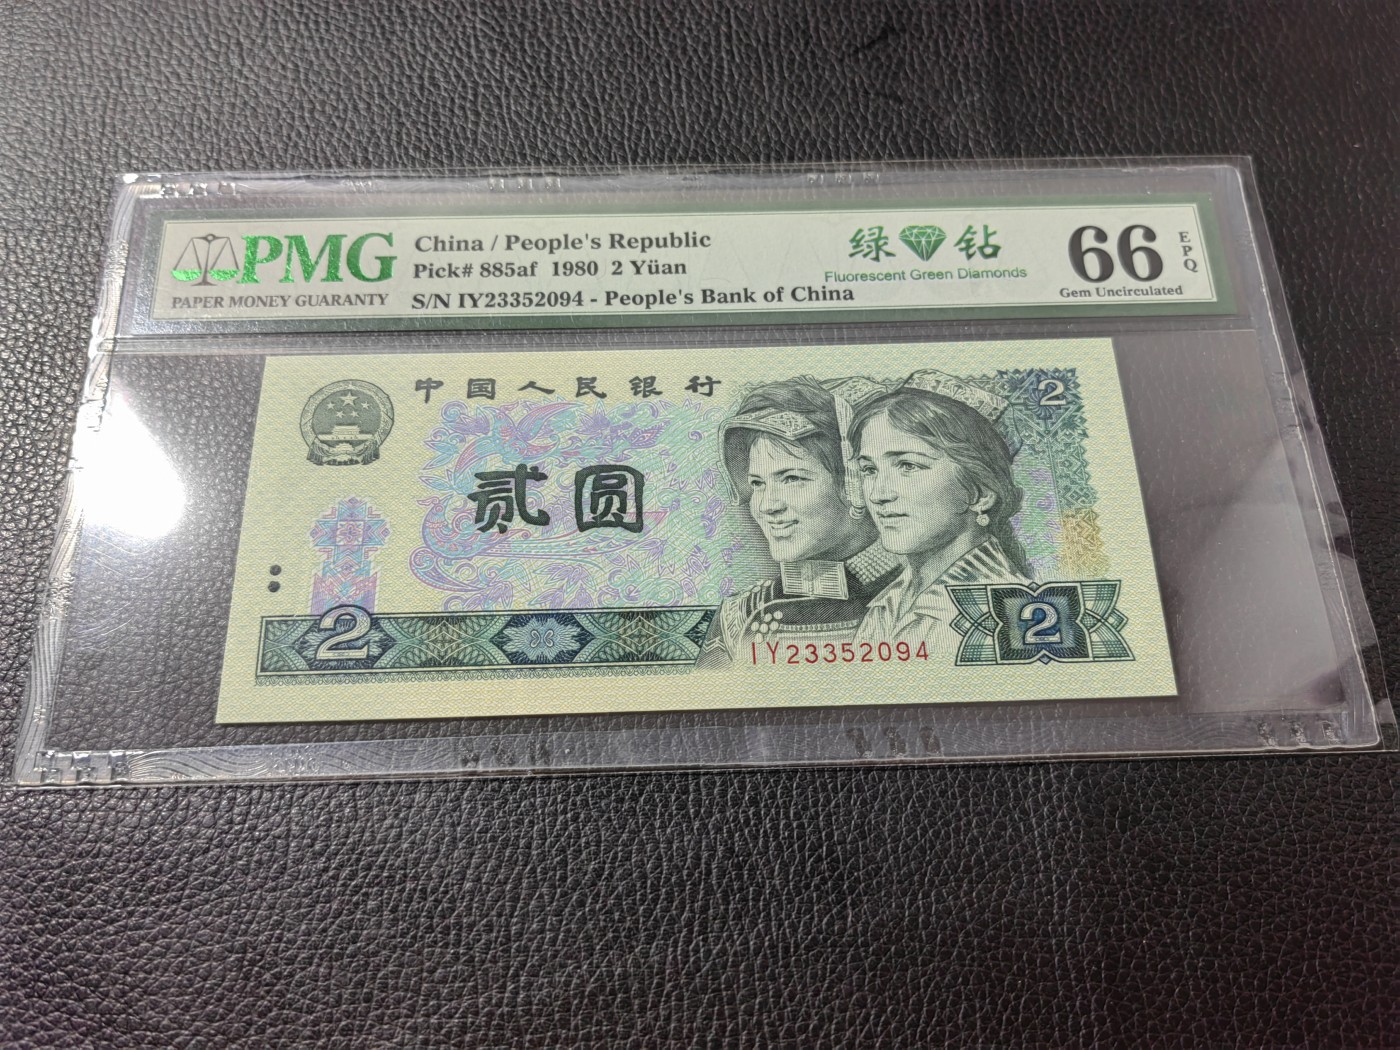 PMG
PAPER MONEY GUARANTY
China / People's Republic
Pick# 885af 1980 2 Yüan
S/N IY23352094 - People's Bank of China
绿 钻
Fluorescent Green Diamonds
66
EPQ
Gem Uncirculated
中国人民银行
2
贰圆
2
2
IY23352094